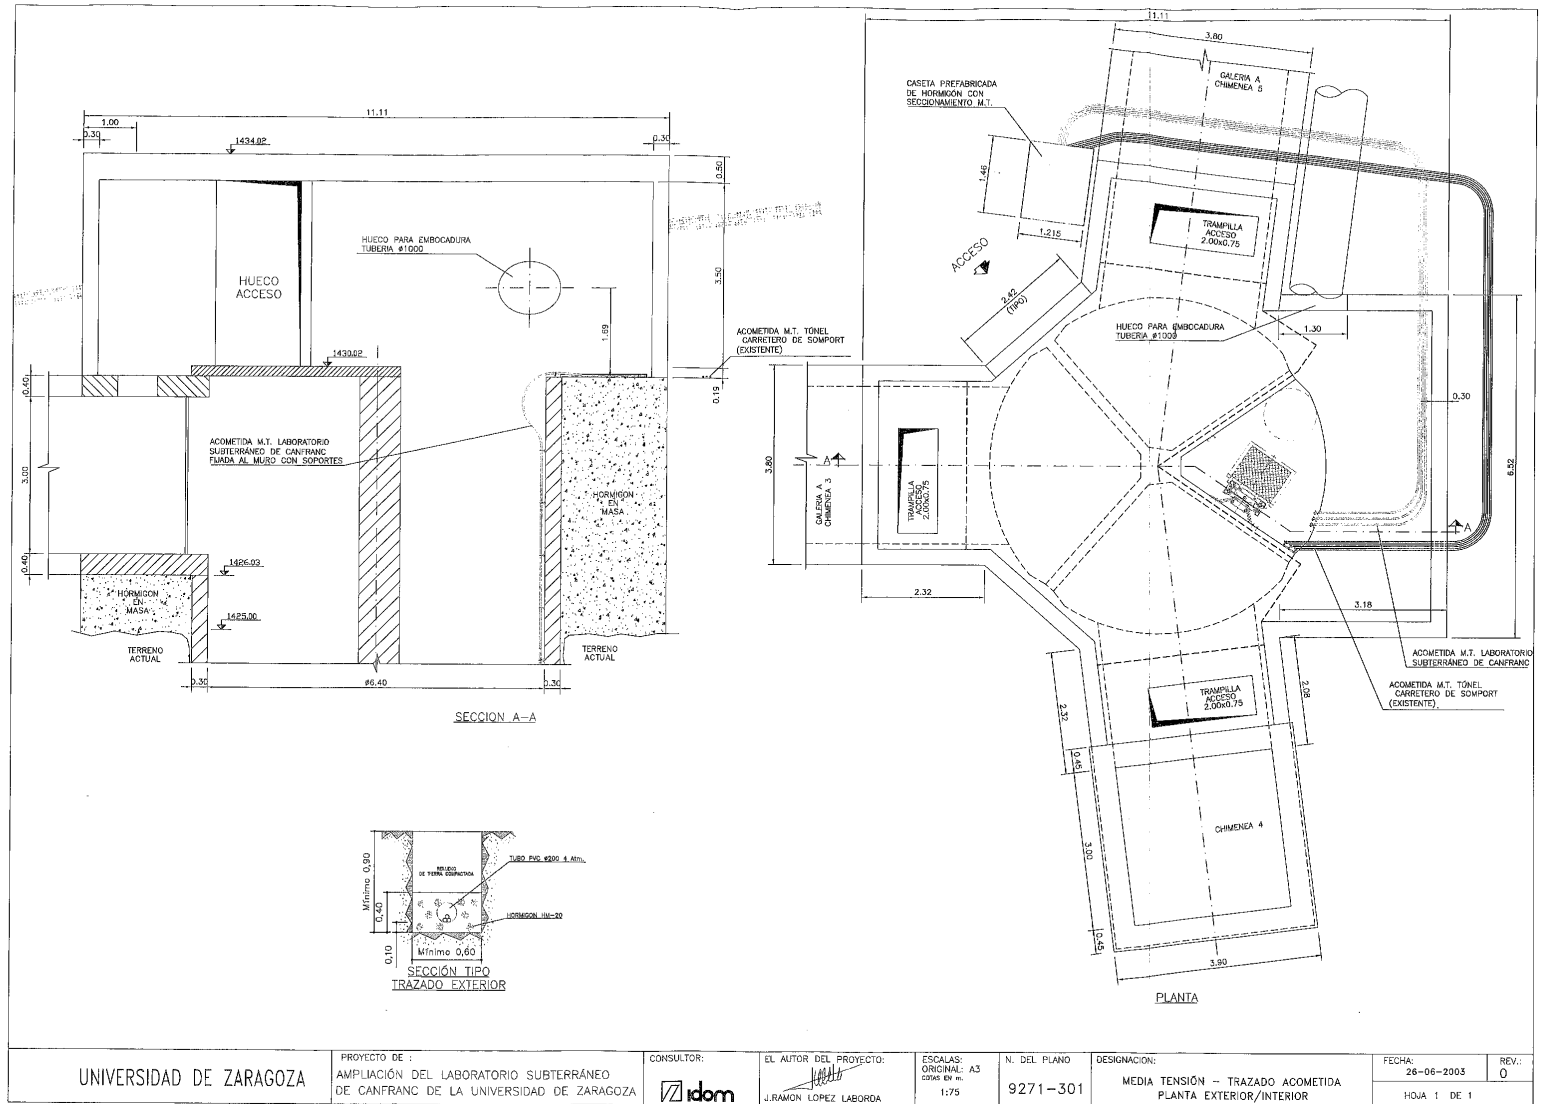 11.11
1.00
0.30
1434.02
0.30
0.50
HUECO PARA EMBOCADURA
TUBERIA ø1000
HUECO
ACCESO
3.50
1.69
ACOMETIDA M.T. TÚNEL
CARRETERO DE SOMPORT
(EXISTENTE)
1430.02
0.40
0.19
ACOMETIDA M.T. LABORATORIO
SUBTERRÁNEO DE CANFRANC
FIJADA AL MURO CON SOPORTES
3.00
HORMIGON
EN
MASA
0.40
1426.03
HORMIGON
EN
MASA
1425.00
TERRENO
ACTUAL
TERRENO
ACTUAL
0.30
ø6.40
0.30
SECCION A-A
Mínimo 0,90
RELLENO
DE TIERRA COMPACTADA
TUBO PVC ø200 4 Atm.
0,40
HORMIGON HM-20
0,10
Mínimo 0,60
SECCIÓN TIPO
TRAZADO EXTERIOR
11.11
3.80
CASETA PREFABRICADA
DE HORMIGÓN CON
SECCIONAMIENTO M.T.
GALERIA A
CHIMENEA 5
1.46
1.215
TRAMPILLA
ACCESO
2.00x0.75
ACCESO
2.42
(TIPO)
HUECO PARA EMBOCADURA
TUBERIA ø1000
1.30
0.30
3.80
A
GALERIA A
CHIMENEA 3
TRAMPILLA
ACCESO
2.00x0.75
6.52
A
2.32
3.18
ACOMETIDA M.T. LABORATORIO
SUBTERRÁNEO DE CANFRANC
ACOMETIDA M.T. TÚNEL
CARRETERO DE SOMPORT
(EXISTENTE)
TRAMPILLA
ACCESO
2.00x0.75
2.08
2.32
0.45
CHIMENEA 4
3.00
0.45
3.90
PLANTA
UNIVERSIDAD DE ZARAGOZA
PROYECTO DE :
AMPLIACIÓN DEL LABORATORIO SUBTERRÁNEO
DE CANFRANC DE LA UNIVERSIDAD DE ZARAGOZA
CONSULTOR:
idom
EL AUTOR DEL PROYECTO:
J.RAMON LOPEZ LABORDA
ESCALAS:
ORIGINAL: A3
COTAS EN m.
1:75
N. DEL PLANO
9271-301
DESIGNACION:
MEDIA TENSIÓN - TRAZADO ACOMETIDA
PLANTA EXTERIOR/INTERIOR
FECHA:
26-06-2003
HOJA 1 DE 1
REV.:
0